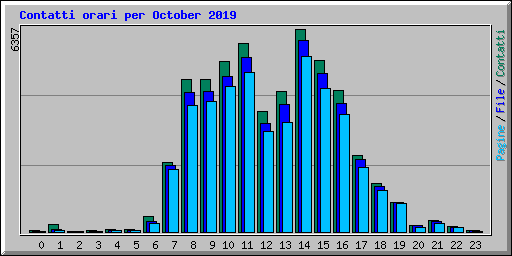 Contatti orari per October 2019
6357
Pagine/File/Contatti
0 1 2 3 4 5 6 7 8 9 10 11 12 13 14 15 16 17 18 19 20 21 22 23